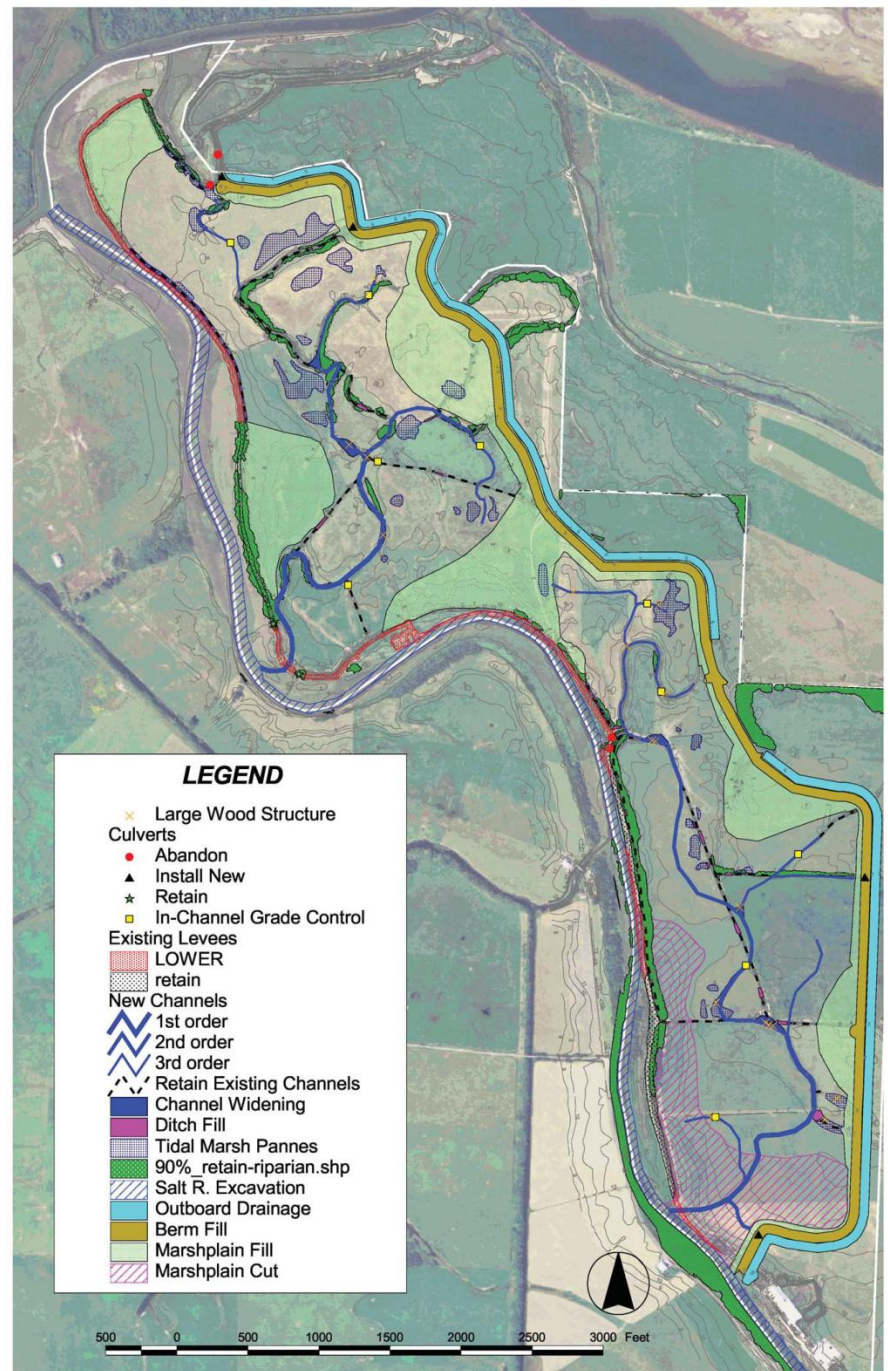 LEGEND
Large Wood Structure
Culverts
Abandon
Install New
Retain
In-Channel Grade Control
Existing Levees
LOWER
retain
New Channels
1st order
2nd order
3rd order
Retain Existing Channels
Channel Widening
Ditch Fill
Tidal Marsh Pannes
90%_retain-riparian.shp
Salt R. Excavation
Outboard Drainage
Berm Fill
Marshplain Fill
Marshplain Cut
500 0 500 1000 1500 2000 2500 3000 Feet